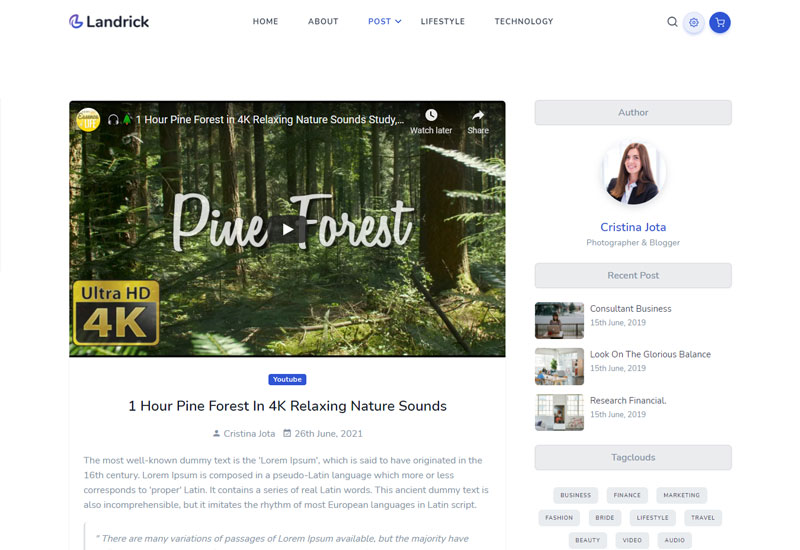 Landrick
HOME ABOUT POST LIFESTYLE TECHNOLOGY
1 Hour Pine Forest in 4K Relaxing Nature Sounds Study,...
Watch later Share
Pine Forest
Ultra HD
4K
Youtube
1 Hour Pine Forest In 4K Relaxing Nature Sounds
Cristina Jota 26th June, 2021
The most well-known dummy text is the 'Lorem Ipsum', which is said to have originated in the
16th century. Lorem Ipsum is composed in a pseudo-Latin language which more or less
corresponds to 'proper' Latin. It contains a series of real Latin words. This ancient dummy text is
also incomprehensible, but it imitates the rhythm of most European languages in Latin script.
" There are many variations of passages of Lorem Ipsum available, but the majority have
Author
Cristina Jota
Photographer & Blogger
Recent Post
Consultant Business
15th June, 2019
Look On The Glorious Balance
15th June, 2019
Research Financial.
15th June, 2019
Tagclouds
BUSINESS FINANCE MARKETING
FASHION BRIDE LIFESTYLE TRAVEL
BEAUTY VIDEO AUDIO